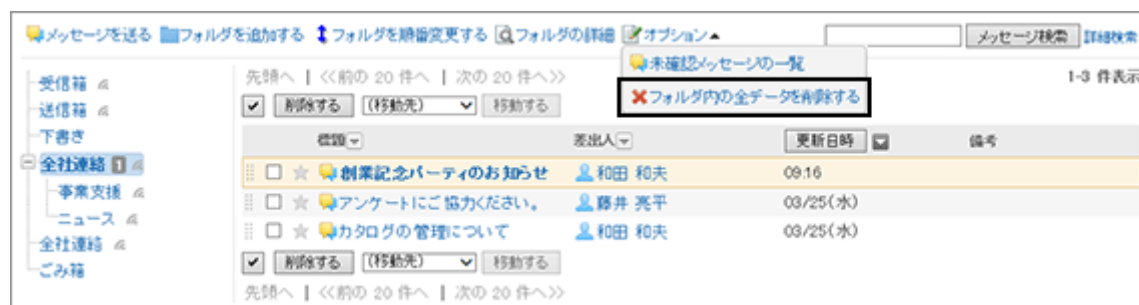 メッセージを送る フォルダを追加する フォルダを順番変更する フォルダの詳細 オプション▲ メッセージ検索 詳細検索
未確認メッセージの一覧
フォルダ内の全データを削除する
受信箱
送信箱
下書き
全社連絡 1
事業支援
ニュース
全社連絡
ごみ箱
先頭へ | <<前の 20 件へ | 次の 20 件へ>>
1-3 件表示
削除する (移動先) 移動する
標題 差出人 更新日時 備考
創業記念パーティのお知らせ 和田 和夫 09:16
アンケートにご協力ください。 藤井 亮平 03/25(水)
カタログの管理について 和田 和夫 03/25(水)
削除する (移動先) 移動する
先頭へ | <<前の 20 件へ | 次の 20 件へ>>